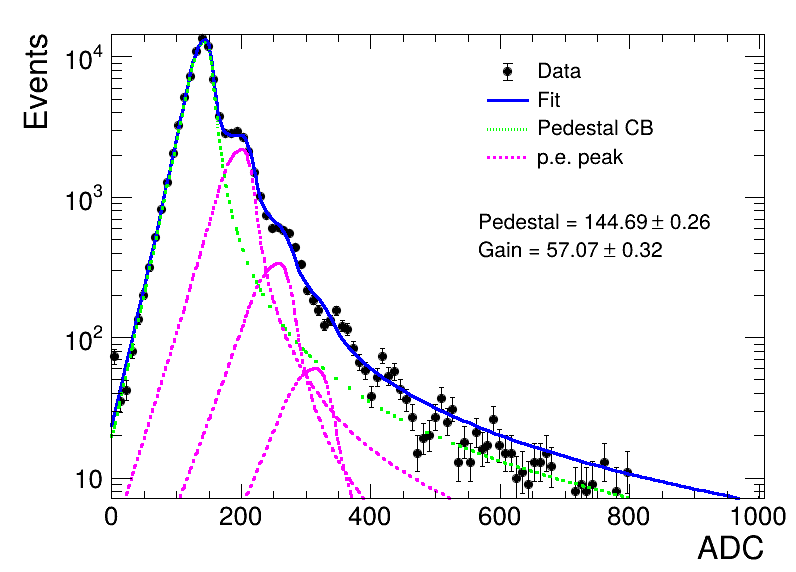 Events
10⁴
10³
10²
10
Data
Fit
Pedestal CB
p.e. peak
Pedestal = 144.69 ± 0.26
Gain = 57.07 ± 0.32
0 200 400 600 800 1000
ADC